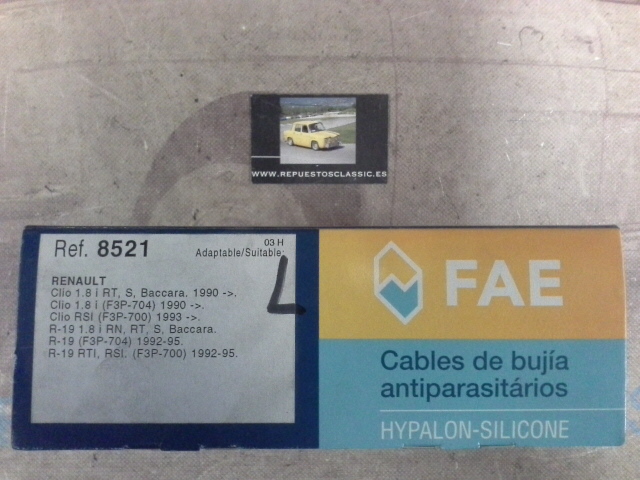 WWW.REPUESTOSCLASSIC.ES
Ref. 8521
03 H
Adaptable/Suitable
L
RENAULT
Clio 1.8 i RT, S, Baccara. 1990 ->.
Clio 1.8 i (F3P-704) 1990 ->.
Clio RSI (F3P-700) 1993 ->.
R-19 1.8 i RN, RT, S, Baccara.
R-19 (F3P-704) 1992-95.
R-19 RTI, RSI. (F3P-700) 1992-95.
FAE
Cables de bujía
antiparasitários
HYPALON-SILICONE